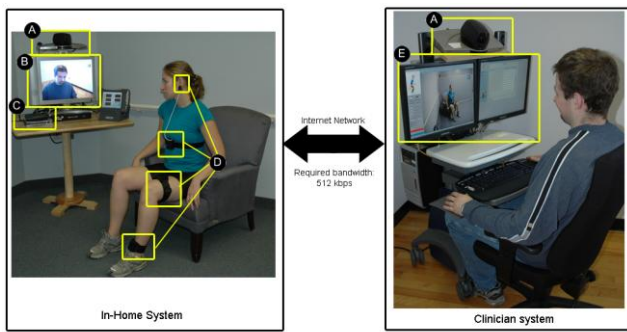 A
B
C
D
In-Home System
Internet Network
Required bandwidth:
512 kbps
A
E
Clinician system